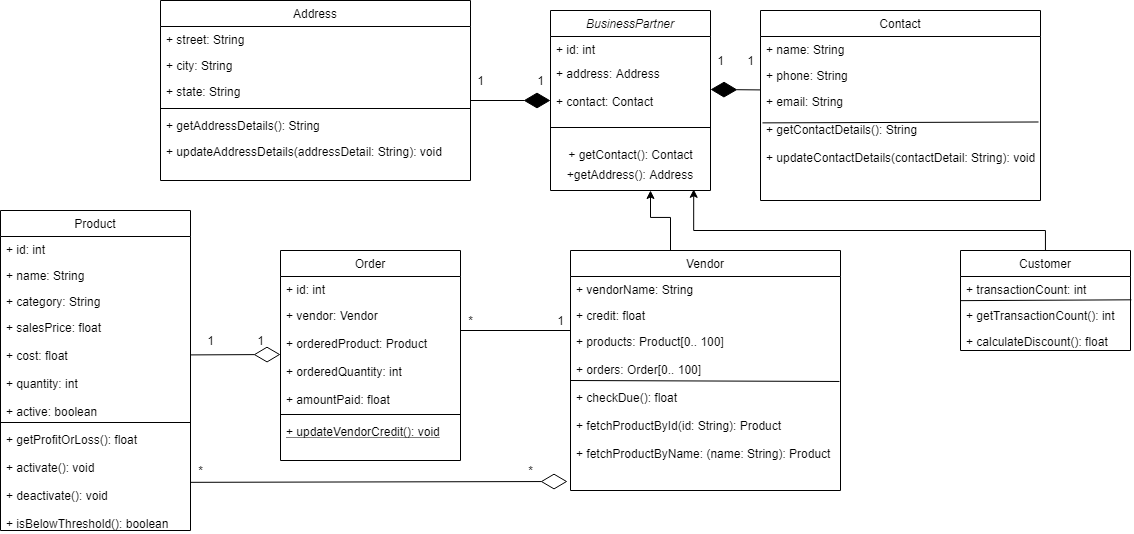 Address
+ street: String
+ city: String
+ state: String
+ getAddressDetails(): String
+ updateAddressDetails(addressDetail: String): void
1
1
BusinessPartner
+ id: int
+ address: Address
+ contact: Contact
+ getContact(): Contact
+getAddress(): Address
1
1
Contact
+ name: String
+ phone: String
+ email: String
+ getContactDetails(): String
+ updateContactDetails(contactDetail: String): void
Product
+ id: int
+ name: String
+ category: String
+ salesPrice: float
+ cost: float
+ quantity: int
+ active: boolean
+ getProfitOrLoss(): float
+ activate(): void
+ deactivate(): void
+ isBelowThreshold(): boolean
1
1
Order
+ id: int
+ vendor: Vendor
+ orderedProduct: Product
+ orderedQuantity: int
+ amountPaid: float
+ updateVendorCredit(): void
*
1
*
*
Vendor
+ vendorName: String
+ credit: float
+ products: Product[0.. 100]
+ orders: Order[0.. 100]
+ checkDue(): float
+ fetchProductById(id: String): Product
+ fetchProductByName: (name: String): Product
Customer
+ transactionCount: int
+ getTransactionCount(): int
+ calculateDiscount(): float